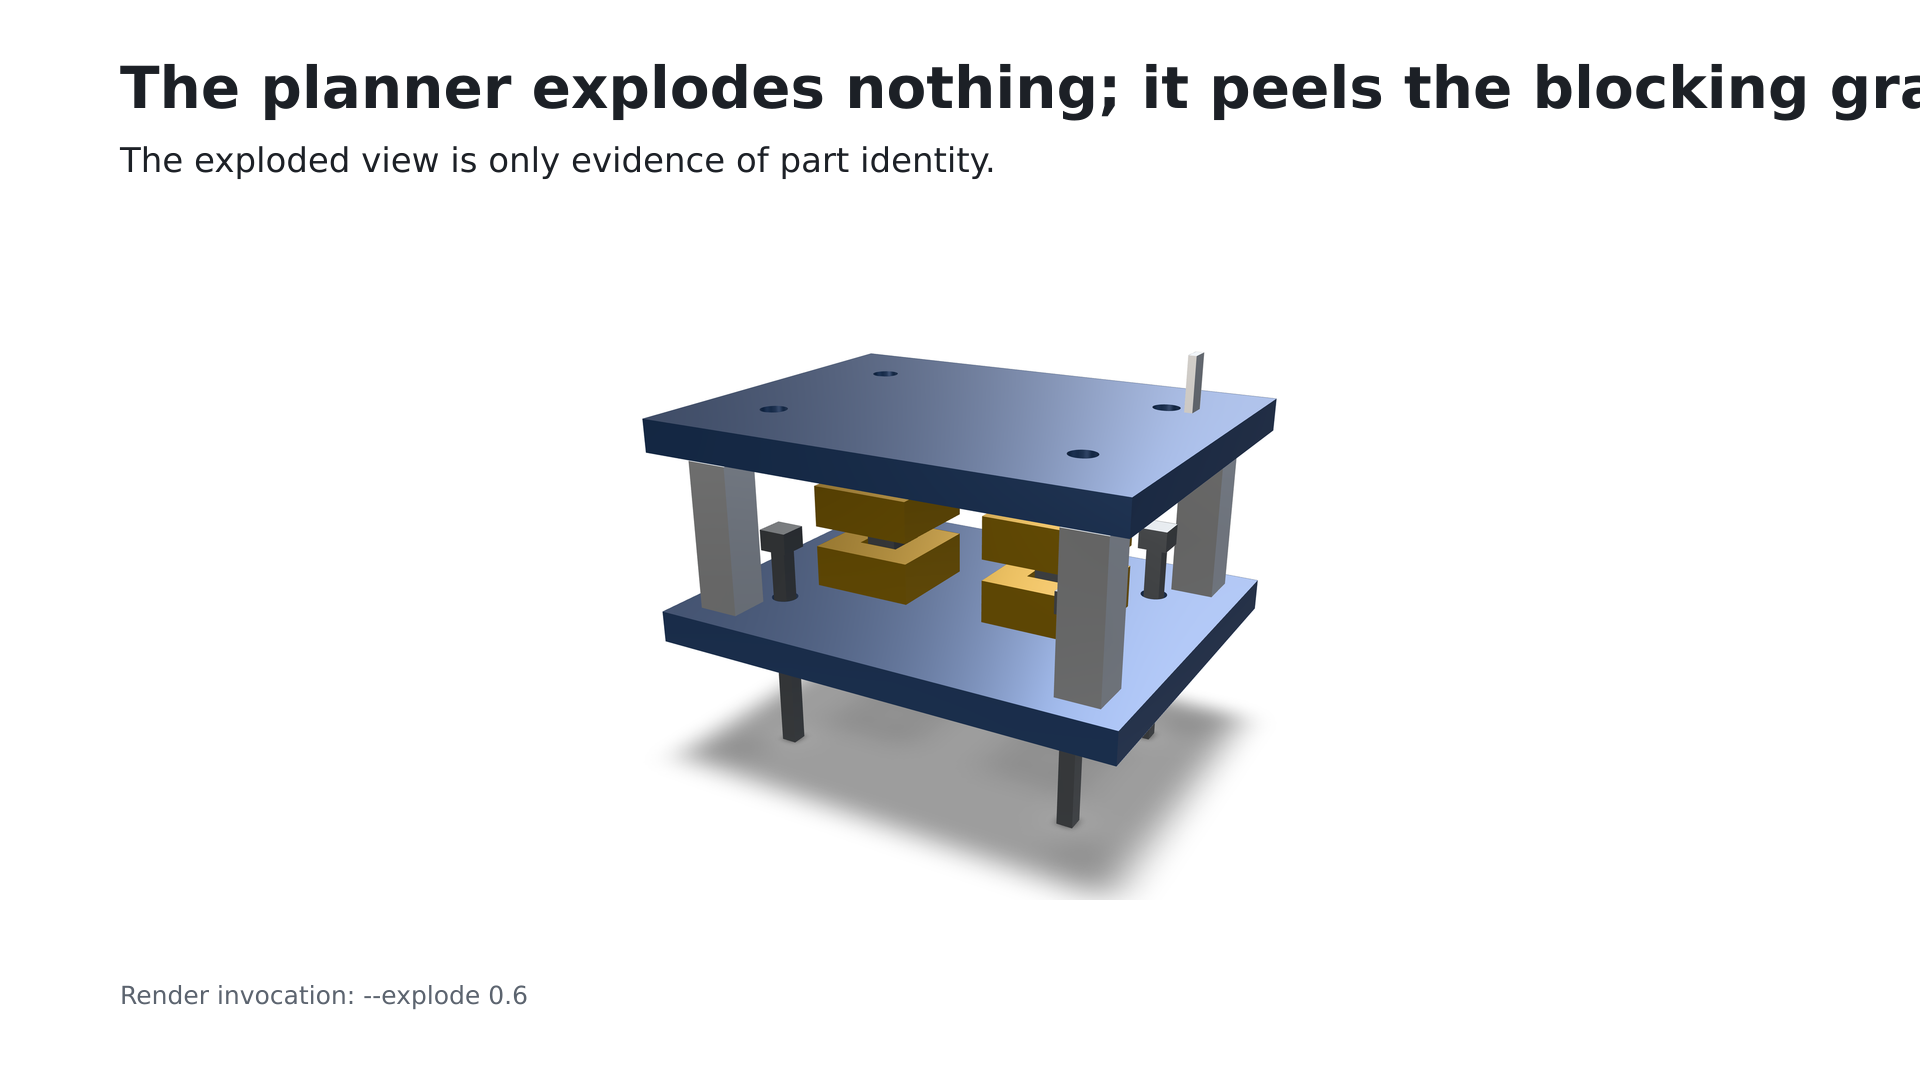 The planner explodes nothing; it peels the blocking gra
The exploded view is only evidence of part identity.
Render invocation: --explode 0.6